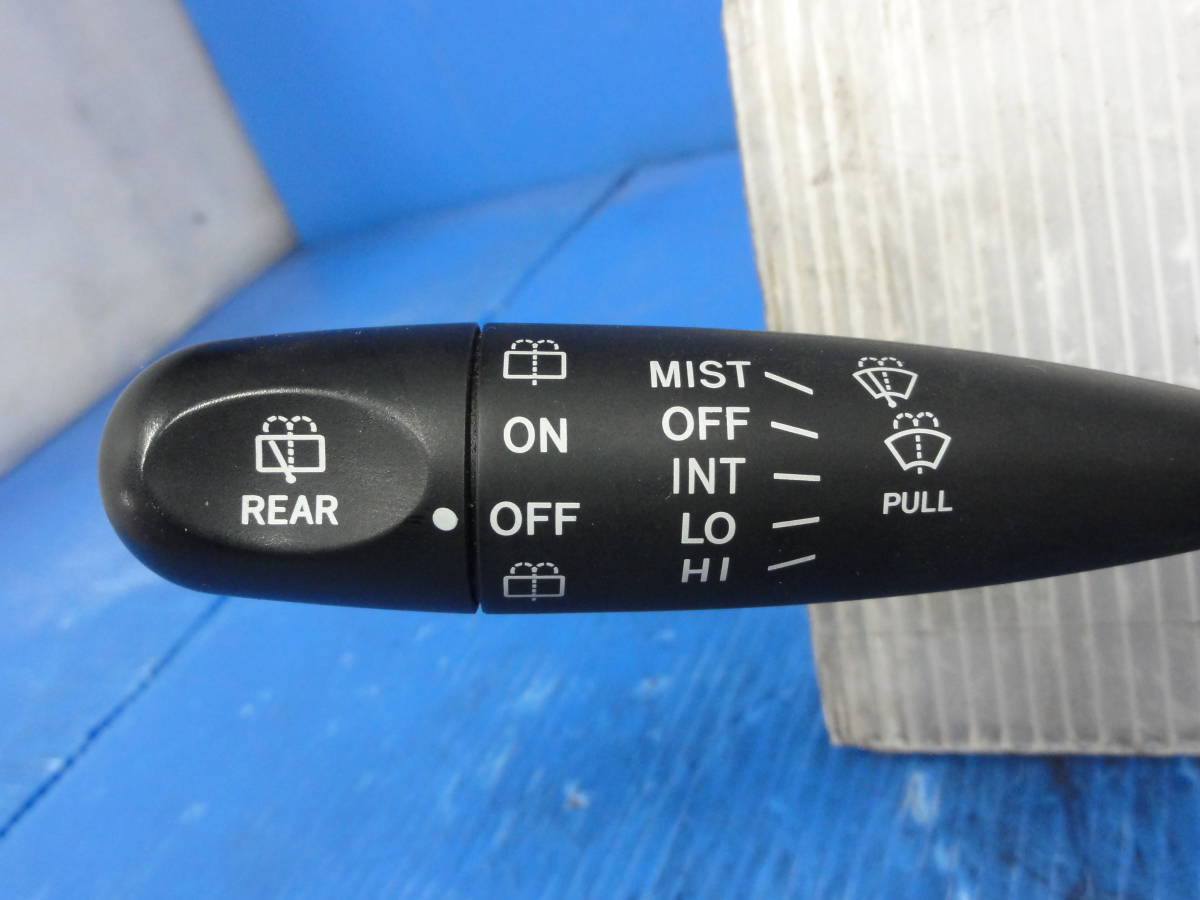 REAR
ON
OFF
MIST
OFF
INT
LO
HI
PULL